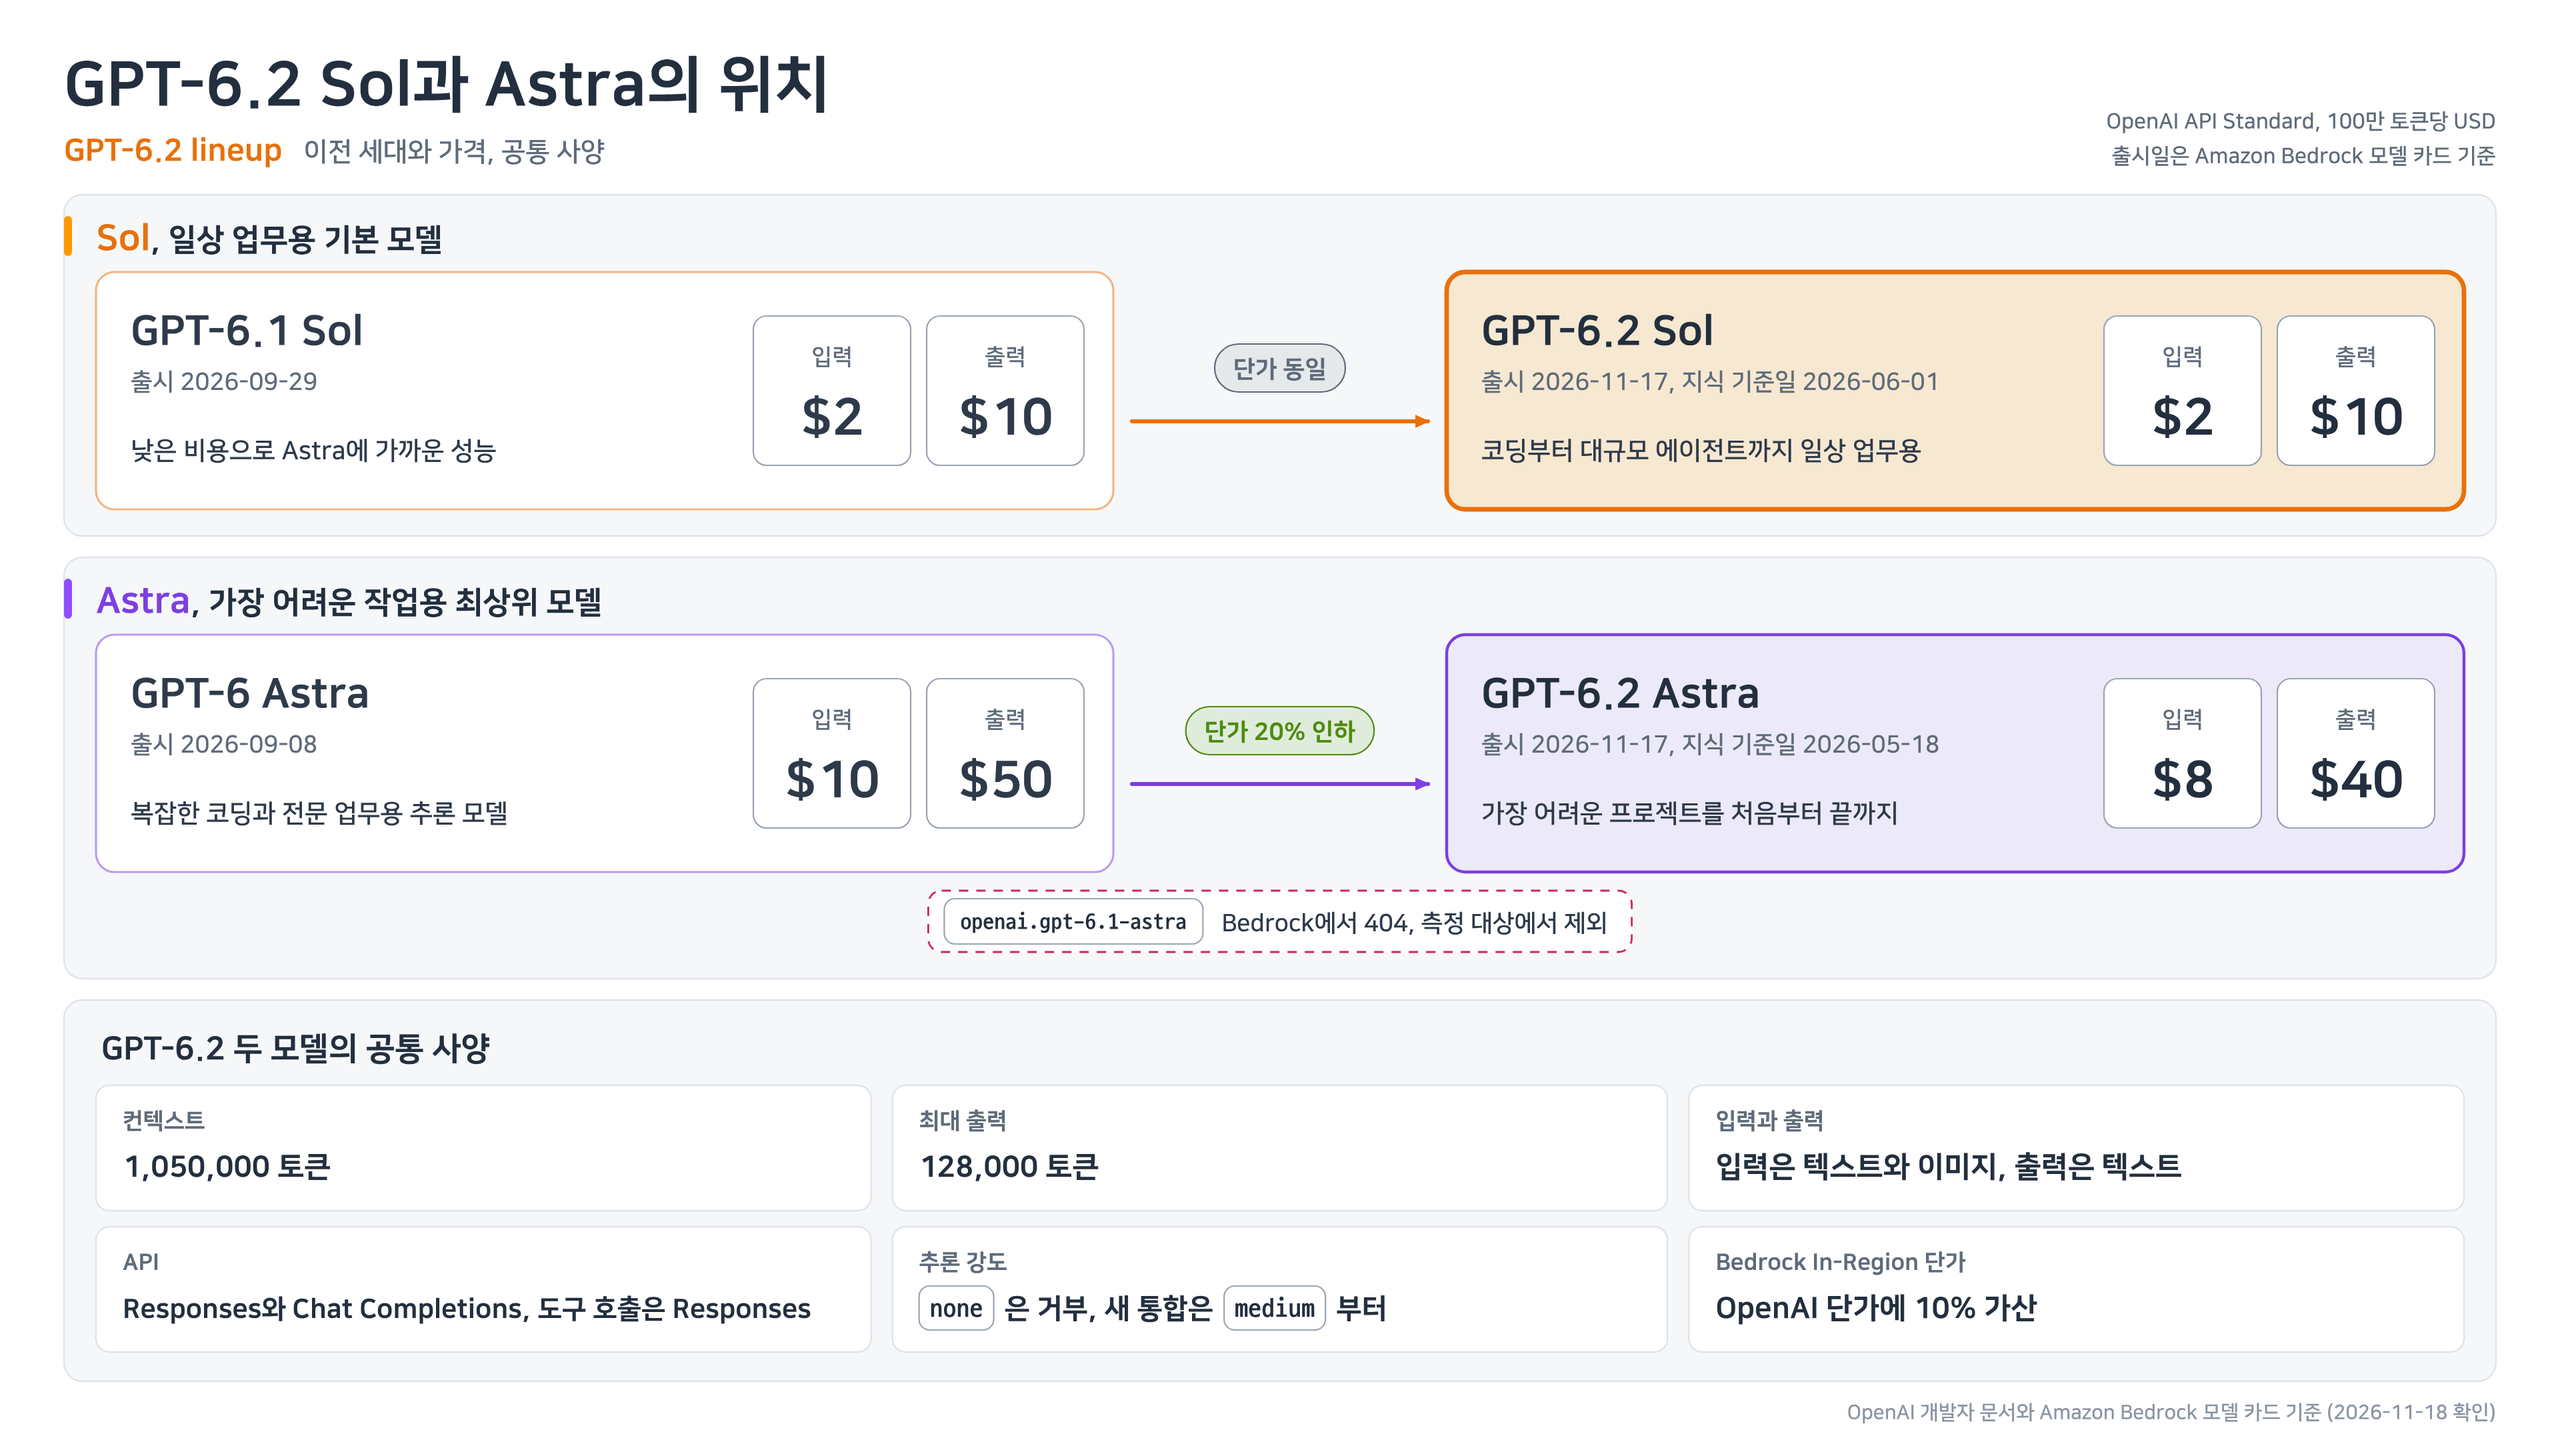 GPT-6.2 Sol과 Astra의 위치
GPT-6.2 lineup 이전 세대와 가격, 공통 사양
OpenAI API Standard, 100만 토큰당 USD
출시일은 Amazon Bedrock 모델 카드 기준
Sol, 일상 업무용 기본 모델
GPT-6.1 Sol
출시 2026-09-29
낮은 비용으로 Astra에 가까운 성능
입력
$2
출력
$10
단가 동일
GPT-6.2 Sol
출시 2026-11-17, 지식 기준일 2026-06-01
코딩부터 대규모 에이전트까지 일상 업무용
입력
$2
출력
$10
Astra, 가장 어려운 작업용 최상위 모델
GPT-6 Astra
출시 2026-09-08
복잡한 코딩과 전문 업무용 추론 모델
입력
$10
출력
$50
단가 20% 인하
GPT-6.2 Astra
출시 2026-11-17, 지식 기준일 2026-05-18
가장 어려운 프로젝트를 처음부터 끝까지
입력
$8
출력
$40
openai.gpt-6.1-astra Bedrock에서 404, 측정 대상에서 제외
GPT-6.2 두 모델의 공통 사양
컨텍스트
1,050,000 토큰
최대 출력
128,000 토큰
입력과 출력
입력은 텍스트와 이미지, 출력은 텍스트
API
Responses와 Chat Completions, 도구 호출은 Responses
추론 강도
none 은 거부, 새 통합은 medium 부터
Bedrock In-Region 단가
OpenAI 단가에 10% 가산
OpenAI 개발자 문서와 Amazon Bedrock 모델 카드 기준 (2026-11-18 확인)